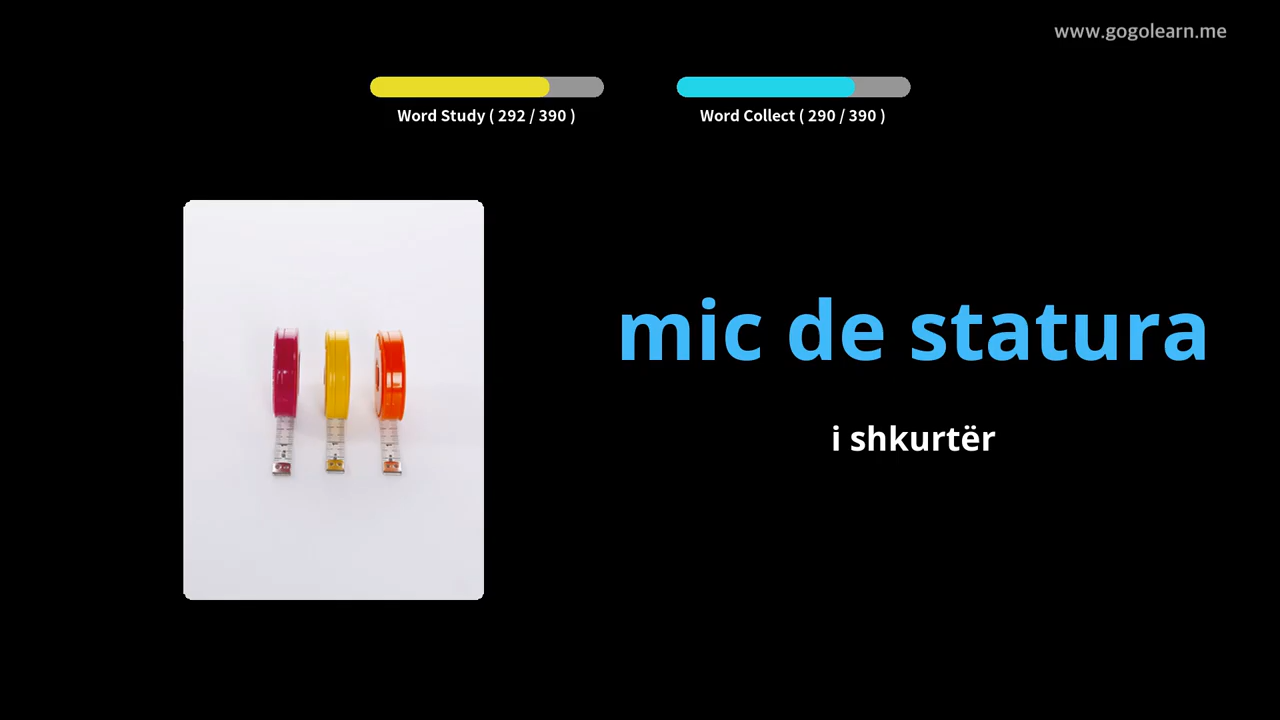 www.gogolearn.me
Word Study ( 292 / 390 )
Word Collect ( 290 / 390 )
mic de statura
i shkurtër